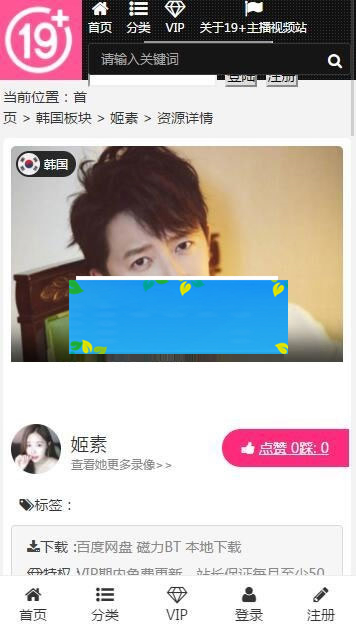 19+
首页 分类 VIP 关于19+主播视频站
请输入关键词
登陆 注册
当前位置：首
页 > 韩国板块 > 姬素 > 资源详情
韩国
姬素
查看她更多录像>>
点赞 0踩: 0
标签：
下载：百度网盘 磁力BT 本地下载
特权 VIP期内免费更新，站长保证每月至少50
首页 分类 VIP 登录 注册